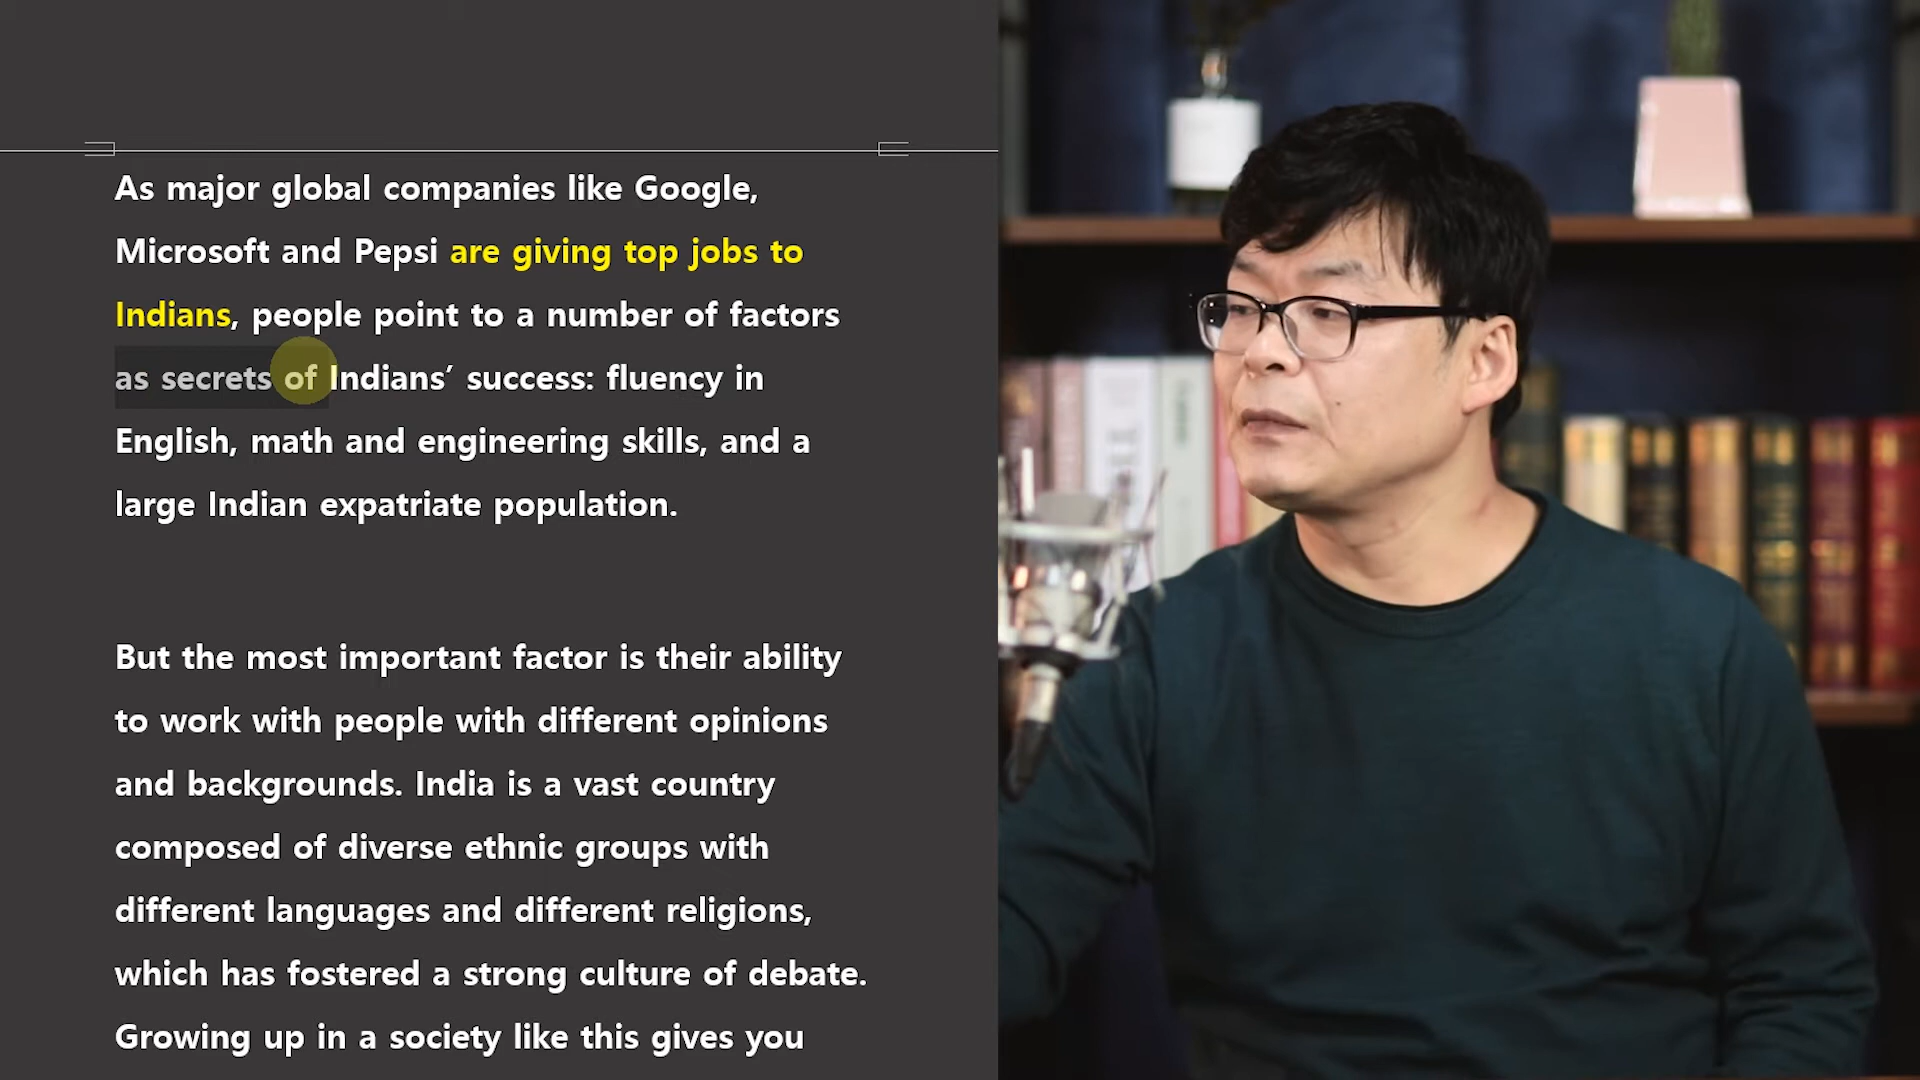 As major global companies like Google,
Microsoft and Pepsi are giving top jobs to
Indians, people point to a number of factors
as secrets of Indians’ success: fluency in
English, math and engineering skills, and a
large Indian expatriate population.
But the most important factor is their ability
to work with people with different opinions
and backgrounds. India is a vast country
composed of diverse ethnic groups with
different languages and different religions,
which has fostered a strong culture of debate.
Growing up in a society like this gives you